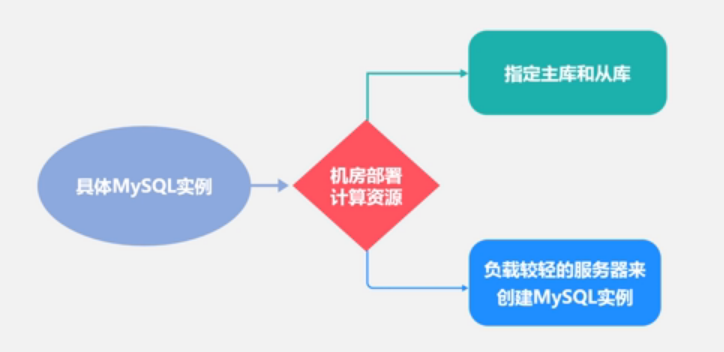 指定主库和从库
具体MySQL实例
机房部署
计算资源
负载较轻的服务器来
创建MySQL实例